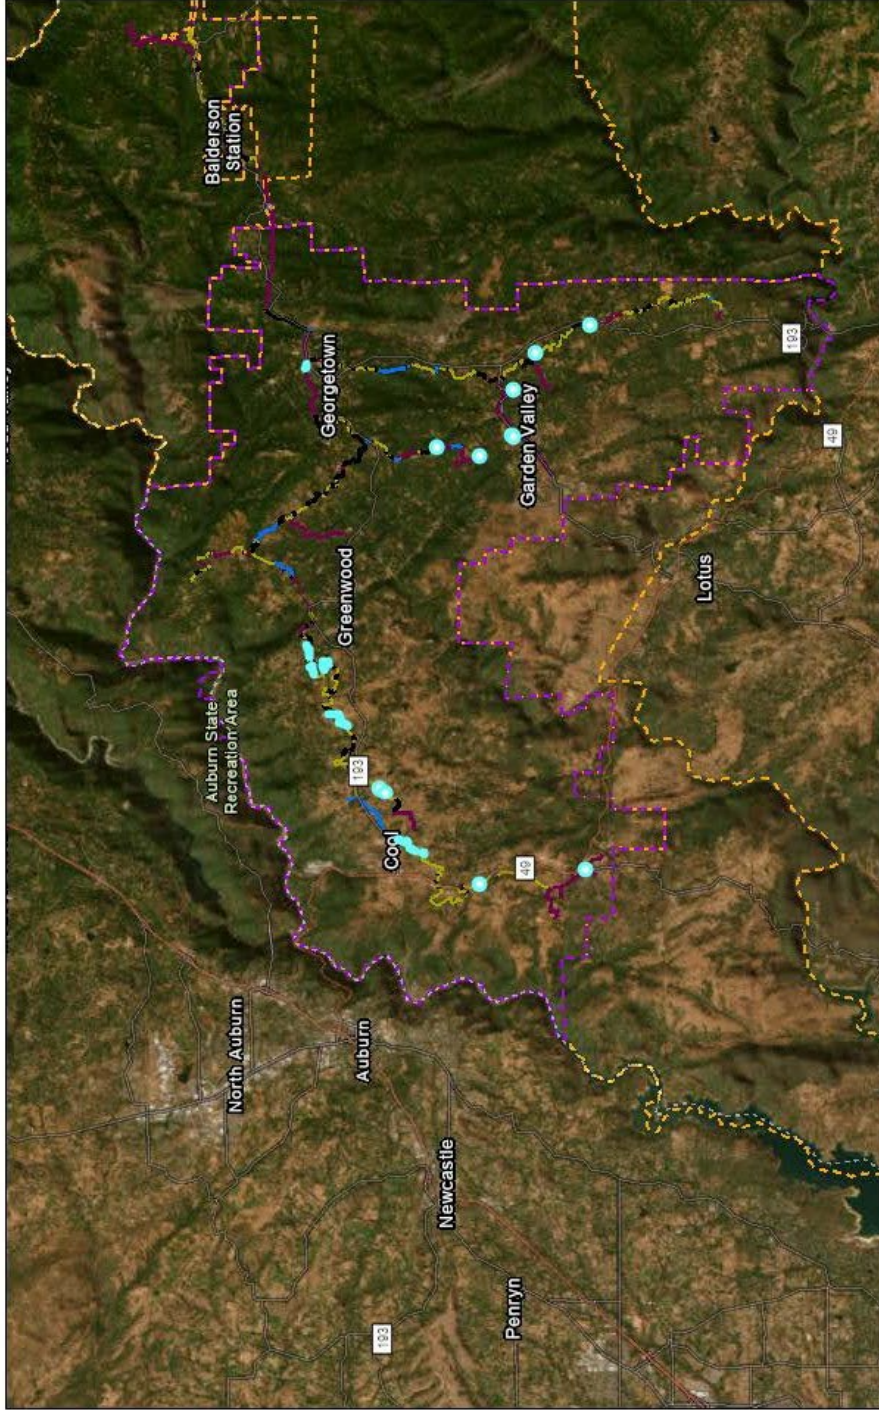 Balderson
Station
Georgetown
Garden Valley
193
49
Greenwood
Lotus
Auburn State
Recreation Area
193
Cool
49
North Auburn
Auburn
Newcastle
193
Penryn